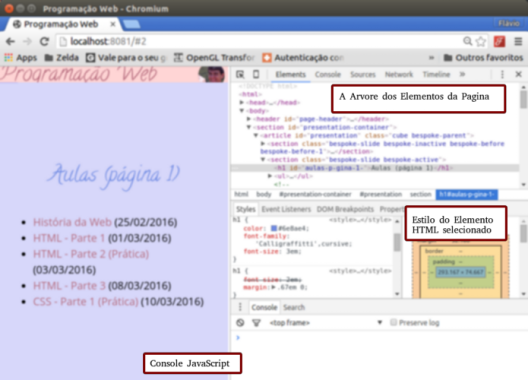 Programação Web - Chromium
Programação Web
Flávio
localhost:8081/#2
Apps
Zelda
Vale para o seu g
OpenGL Transfor
Autenticação co
»
Outros favoritos
Programação Web
Aulas (página 1)
História da Web (25/02/2016)
HTML - Parte 1 (01/03/2016)
HTML - Parte 2 (Prática)
(03/03/2016)
HTML - Parte 3 (08/03/2016)
CSS - Parte 1 (Prática) (10/03/2016)
Elements Console Sources Network Timeline »
<!DOCTYPE html>
<html>
<head>…</head>
<body>
<header id="page-header">…</header>
<section id="presentation-container">
<article id="presentation" class="cube bespoke-parent">
<section class="bespoke-slide bespoke-inactive bespoke-before
bespoke-before-1">…</section>
<section class="bespoke-slide bespoke-active">
<h1 id="aulas-p-gina-1-">Aulas (página 1)</h1>
<ul>…</ul>
A Arvore dos Elementos da Pagina
html body #presentation-container #presentation section h1#aulas-p-gina-1-
Styles Event Listeners DOM Breakpoints Properti
h1 { <style>…</style>
color: #6e8ae4;
font-family:
'Calligraffitti',cursive;
font-size: 3em;
}
h1 { <style>…</style>
font-size: 2em;
margin: .67em 0;
}
Estilo do Elemento
HTML selecionado
border
padding
293.167 × 74.667
Console Search
<top frame>
Preserve log
Console JavaScript